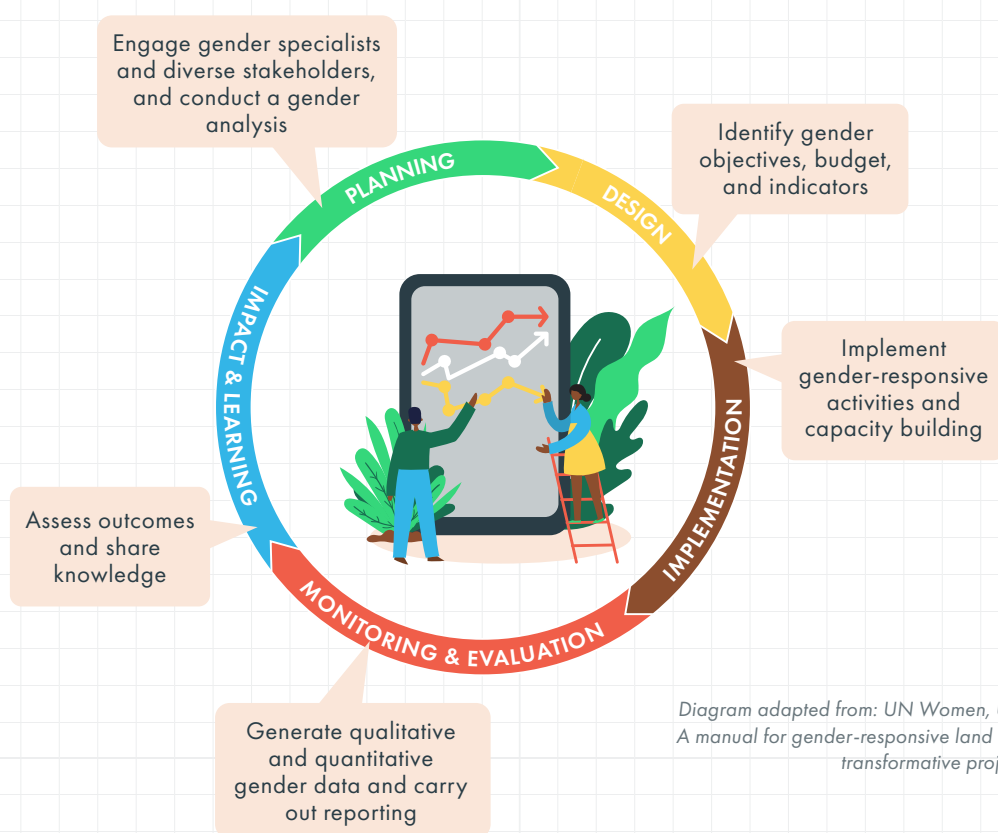 Engage gender specialists
and diverse stakeholders,
and conduct a gender
analysis
Identify gender
objectives, budget,
and indicators
PLANNING
DESIGN
Implement
gender-responsive
activities and
capacity building
IMPACT & LEARNING
IMPLEMENTATION
Assess outcomes
and share
knowledge
MONITORING & EVALUATION
Generate qualitative
and quantitative
gender data and carry
out reporting
Diagram adapted from: UN Women,
A manual for gender-responsive land
transformative